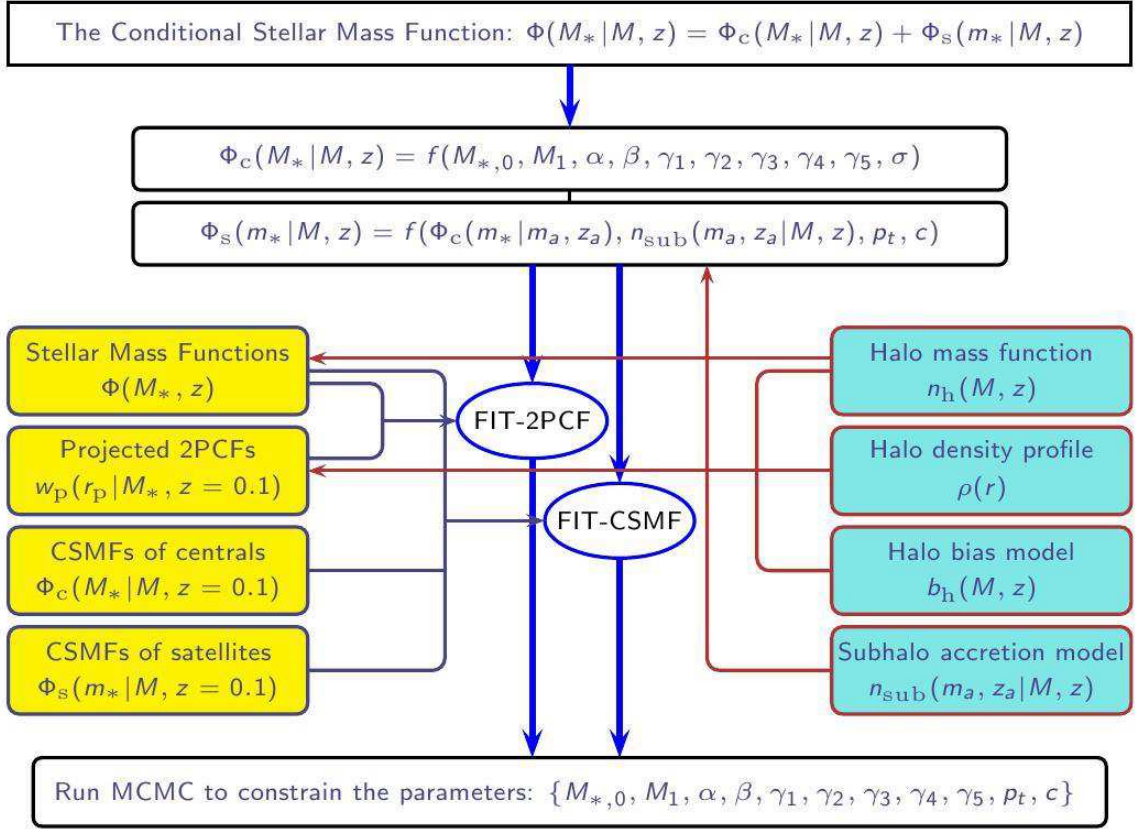 The Conditional Stellar Mass Function: Φ(M∗|M, z) = Φc(M∗|M, z) + Φs(m∗|M, z)
Φc(M∗|M, z) = f(M∗,0, M1, α, β, γ1, γ2, γ3, γ4, γ5, σ)
Φs(m∗|M, z) = f(Φc(m∗|ma, za), nsub(ma, za|M, z), pt, c)
Stellar Mass Functions
Φ(M∗, z)
Projected 2PCFs
wp(rp|M∗, z = 0.1)
CSMFs of centrals
Φc(M∗|M, z = 0.1)
CSMFs of satellites
Φs(m∗|M, z = 0.1)
FIT-2PCF
FIT-CSMF
Halo mass function
nh(M, z)
Halo density profile
ρ(r)
Halo bias model
bh(M, z)
Subhalo accretion model
nsub(ma, za|M, z)
Run MCMC to constrain the parameters: {M∗,0, M1, α, β, γ1, γ2, γ3, γ4, γ5, pt, c}